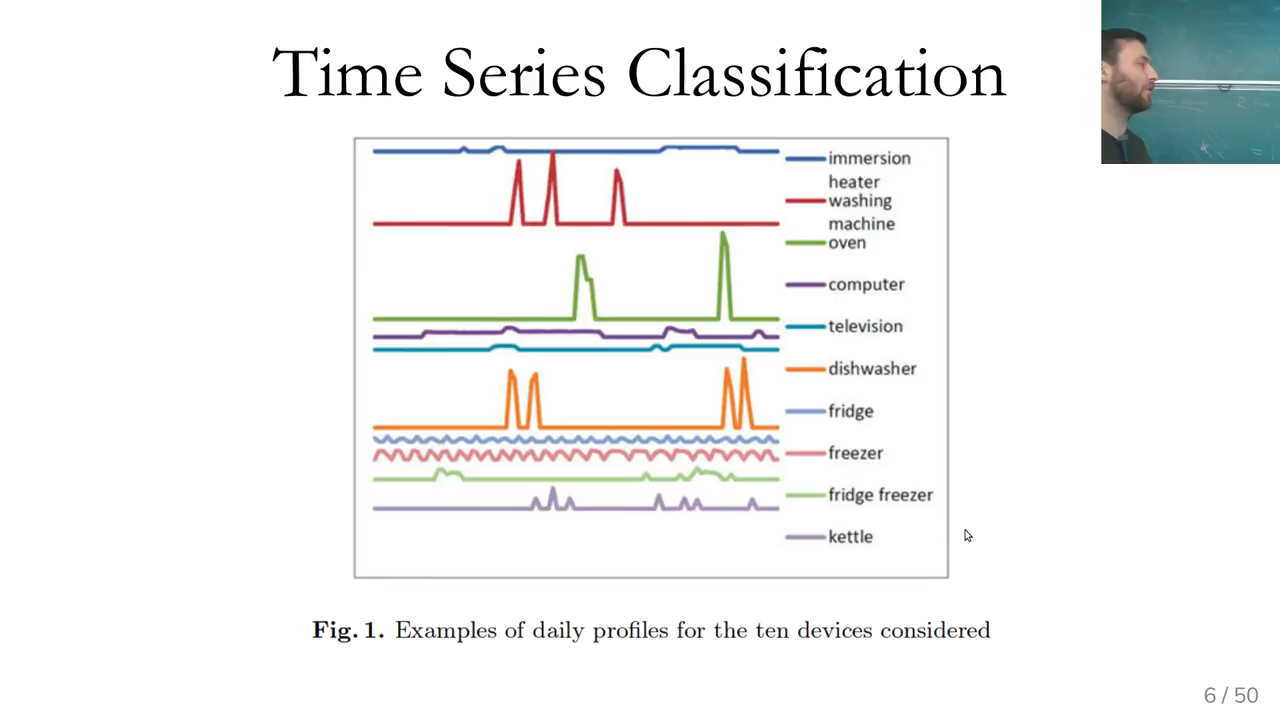 Time Series Classification
immersion
heater
washing
machine
oven
computer
television
dishwasher
fridge
freezer
fridge freezer
kettle
Fig. 1. Examples of daily profiles for the ten devices considered
6 / 50